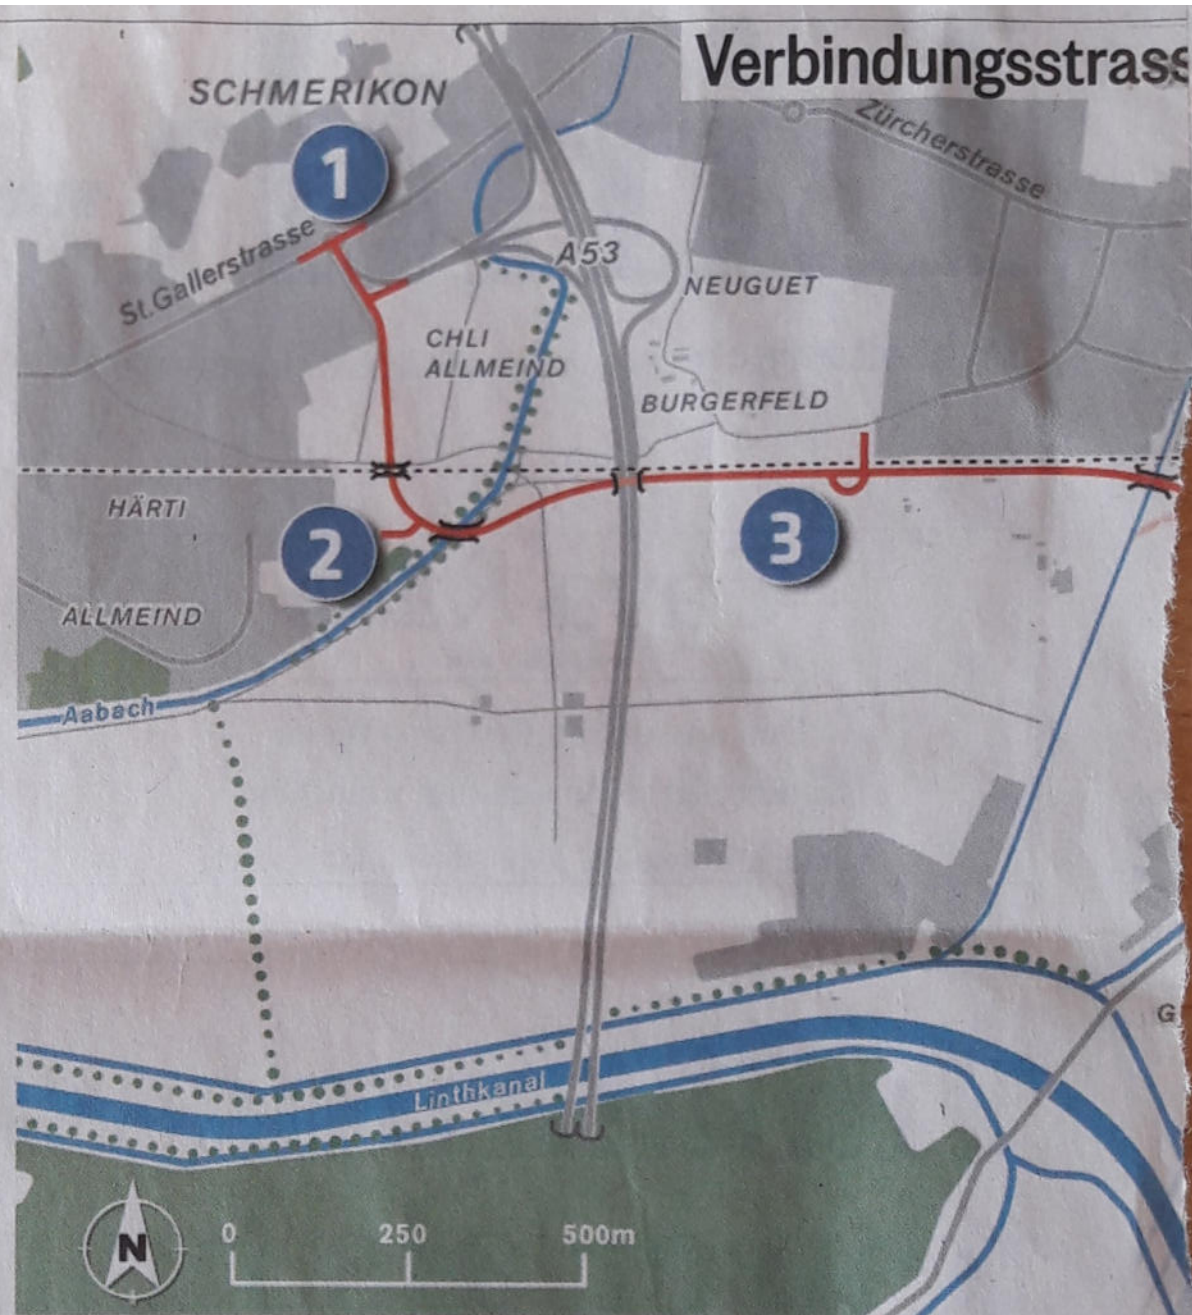 Verbindungsstrass
SCHMERIKON
Zürcherstrasse
1
St.Gallerstrasse
A53
NEUGUET
CHLI
ALLMEIND
BURGERFELD
HÄRTI
2
3
ALLMEIND
Aabach
G
Linthkanal
N
0 250 500m